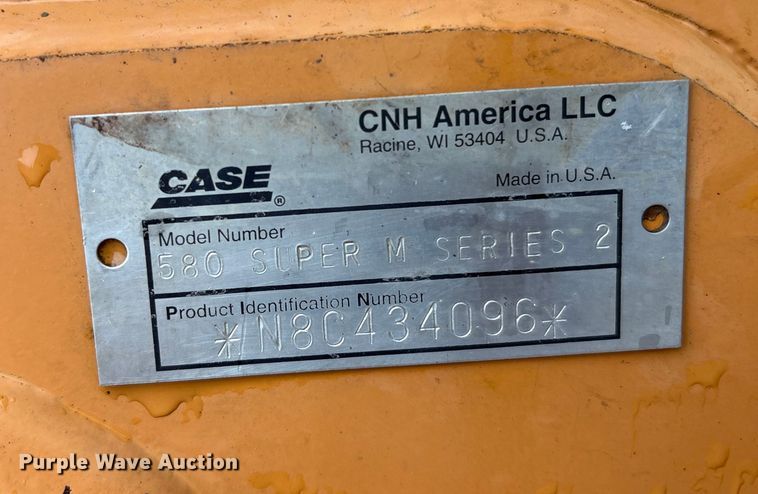 CNH America LLC
Racine, WI 53404 U.S.A.
CASE®
Made in U.S.A.
Model Number
580 SUPER M SERIES 2
Product Identification Number
*N8C434096*
Purple Wave Auction